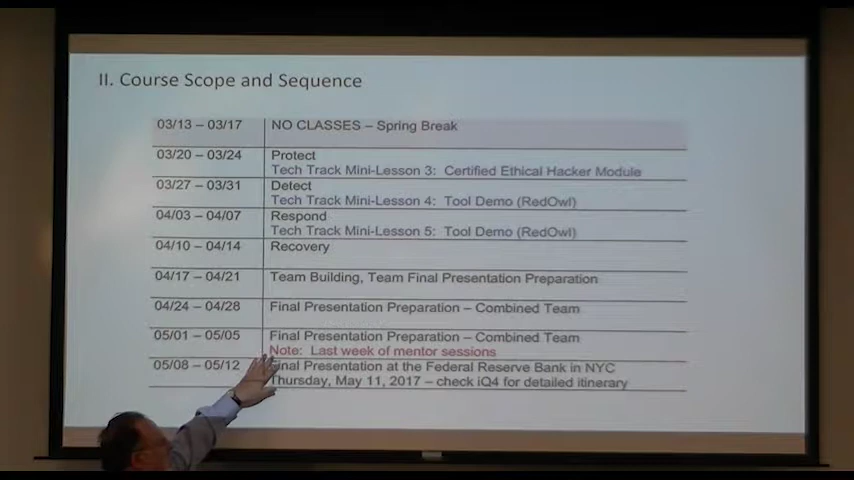 II. Course Scope and Sequence
03/13 – 03/17 NO CLASSES – Spring Break
03/20 – 03/24 Protect
Tech Track Mini-Lesson 3: Certified Ethical Hacker Module
03/27 – 03/31 Detect
Tech Track Mini-Lesson 4: Tool Demo (RedOwl)
04/03 – 04/07 Respond
Tech Track Mini-Lesson 5: Tool Demo (RedOwl)
04/10 – 04/14 Recovery
04/17 – 04/21 Team Building, Team Final Presentation Preparation
04/24 – 04/28 Final Presentation Preparation – Combined Team
05/01 – 05/05 Final Presentation Preparation – Combined Team
Note: Last week of mentor sessions
05/08 – 05/12 Final Presentation at the Federal Reserve Bank in NYC
Thursday, May 11, 2017 – check iQ4 for detailed itinerary